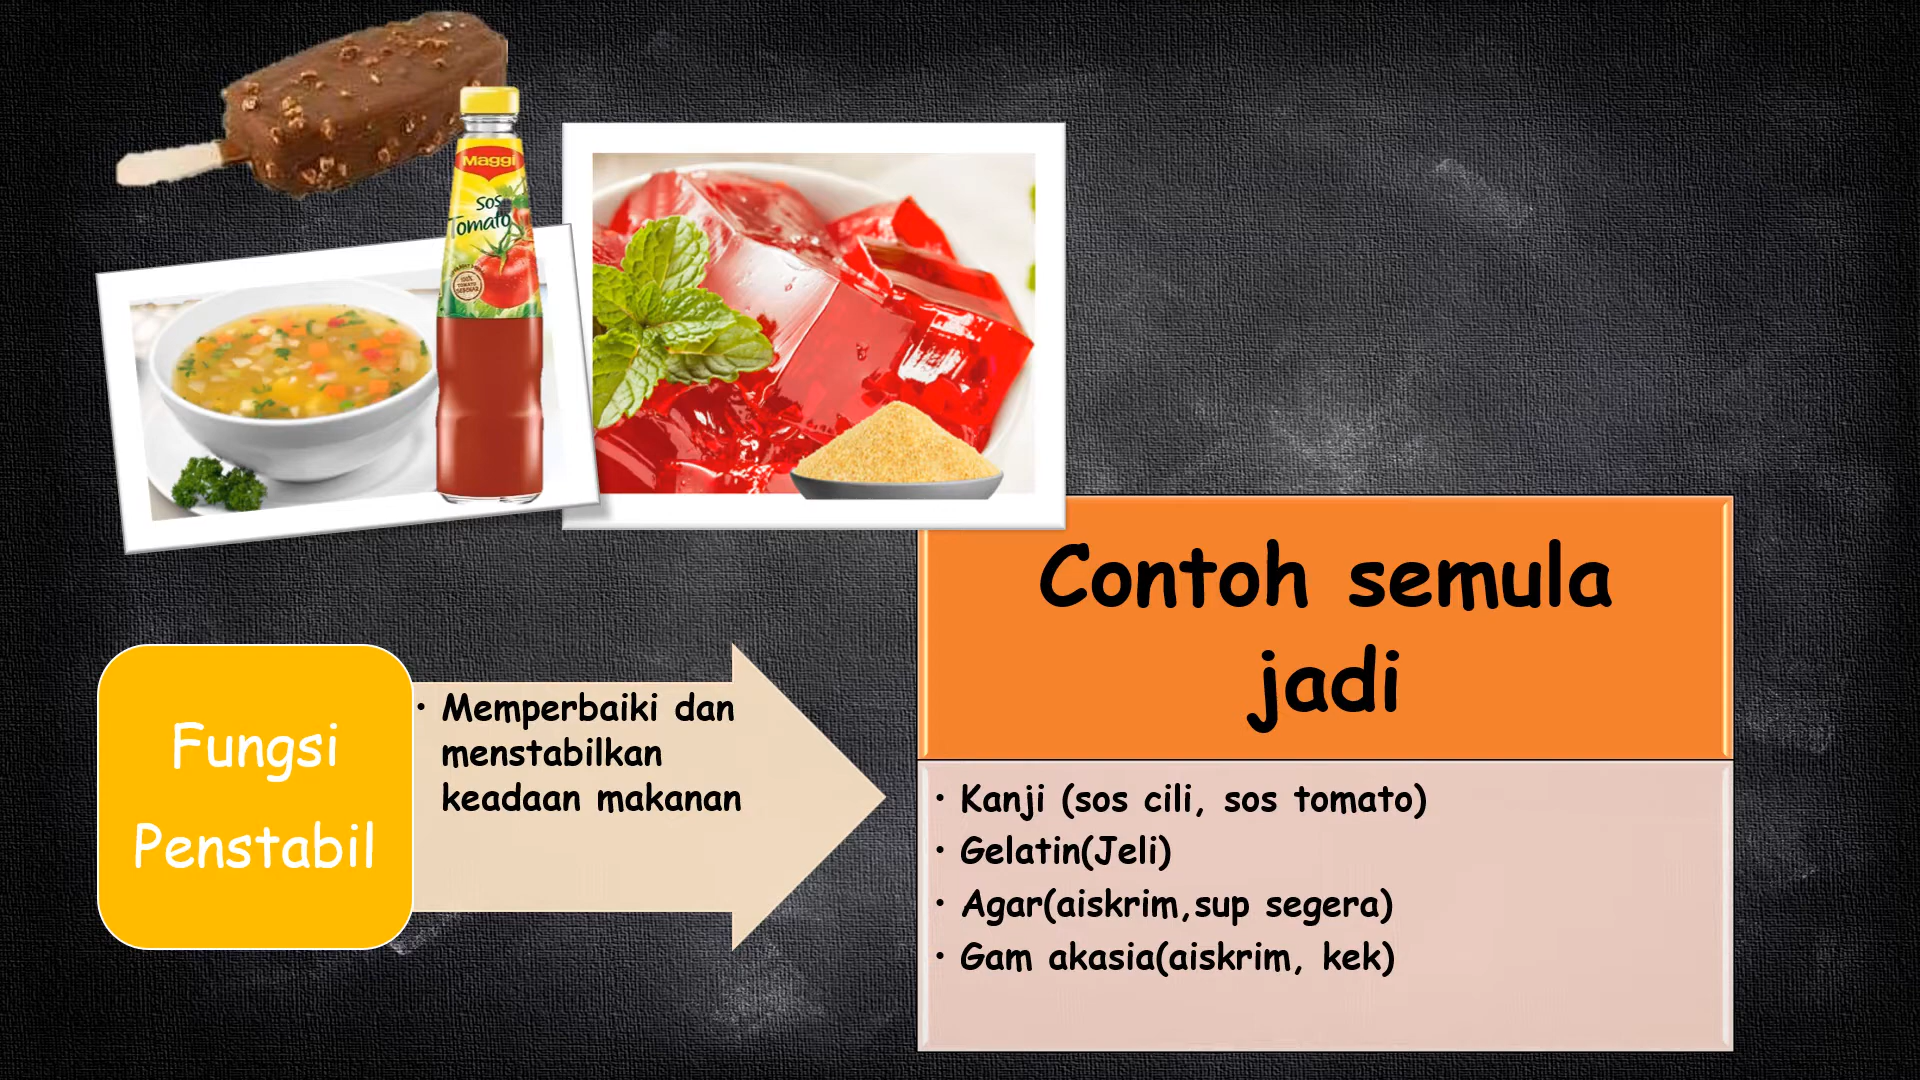 Maggi
Sos
Tomato
Fungsi
Penstabil
• Memperbaiki dan
menstabilkan
keadaan makanan
Contoh semula
jadi
• Kanji (sos cili, sos tomato)
• Gelatin(Jeli)
• Agar(aiskrim,sup segera)
• Gam akasia(aiskrim, kek)